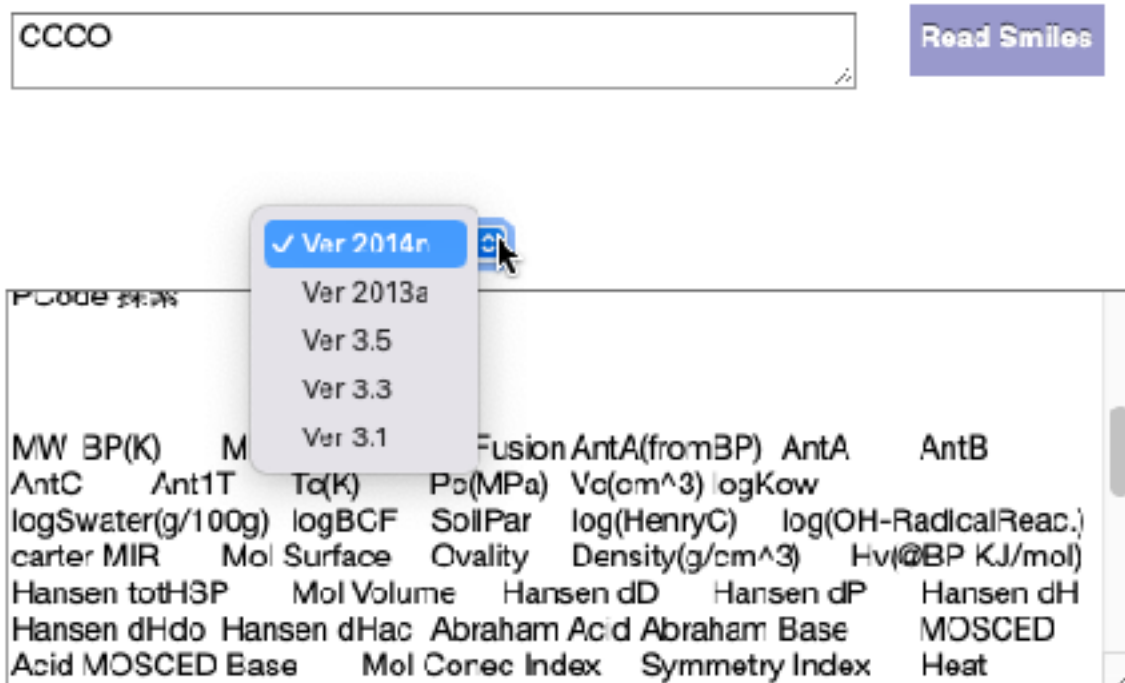 CCCO
Read Smiles
✓ Ver 2014n
Ver 2013a
Ver 3.5
Ver 3.3
Ver 3.1
PCode 探索
MW BP(K) M Fusion AntA(fromBP) AntA AntB
AntC Ant1T Tc(K) Pc(MPa) Vc(cm^3) logKow
logSwater(g/100g) logBCF SoilPar log(HenryC) log(OH-RadicalReac.)
carter MIR Mol Surface Ovality Density(g/cm^3) Hv(@BP KJ/mol)
Hansen totHSP Mol Volume Hansen dD Hansen dP Hansen dH
Hansen dHdo Hansen dHac Abraham Acid Abraham Base MOSCED
Acid MOSCED Base Mol Conec Index Symmetry Index Heat